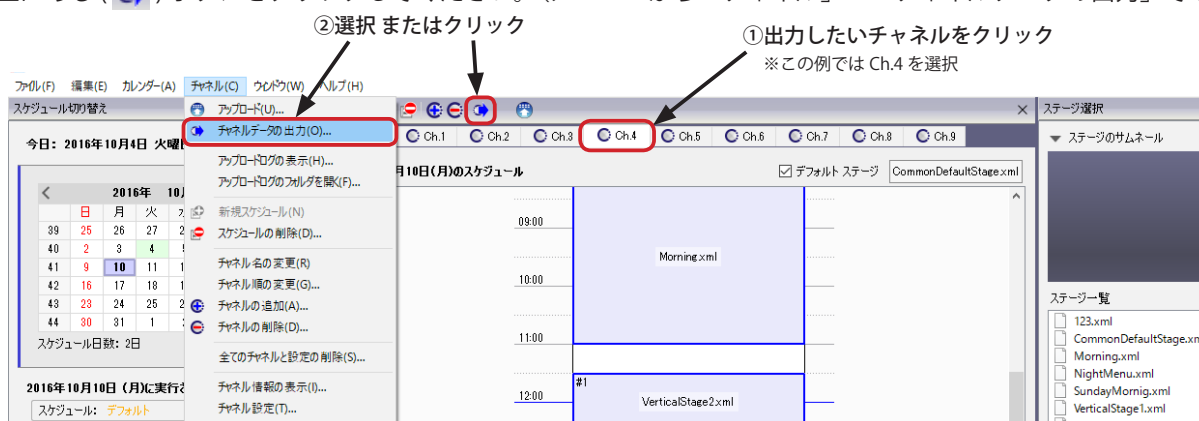 ②選択 またはクリック
①出力したいチャネルをクリック
※この例では Ch.4 を選択
ファイル(F) 編集(E) カレンダー(A) チャネル(C) ウィンドウ(W) ヘルプ(H)
スケジュール切り替え
アップロード(U)...
チャネルデータの出力(O)...
アップロードログの表示(H)...
アップロードログのフォルダを開く(F)...
新規スケジュール(N)
スケジュールの削除(D)...
チャネル名の変更(R)
チャネル順の変更(G)...
チャネルの追加(A)...
チャネルの削除(D)...
全てのチャネルと設定の削除(S)...
チャネル情報の表示(I)...
チャネル設定(T)...
今日: 2016年10月4日 火曜
2016年 10
日 月 火
39 25 26 27 2
40 2 3 4
41 9 10 11 1
42 16 17 18 1
43 23 24 25 2
44 30 31 1
スケジュール日数: 2日
2016年10月10日 (月)に実行
スケジュール: デフォルト
Ch.1 Ch.2 Ch.3 Ch.4 Ch.5 Ch.6 Ch.7 Ch.8 Ch.9
月10日(月)のスケジュール
デフォルト ステージ CommonDefaultStage.xml
09:00
Morning.xml
10:00
11:00
#1
12:00
VerticalStage2.xml
ステージ選択
ステージのサムネール
ステージ一覧
123.xml
CommonDefaultStage.xm
Morning.xml
NightMenu.xml
SundayMornig.xml
VerticalStage1.xml